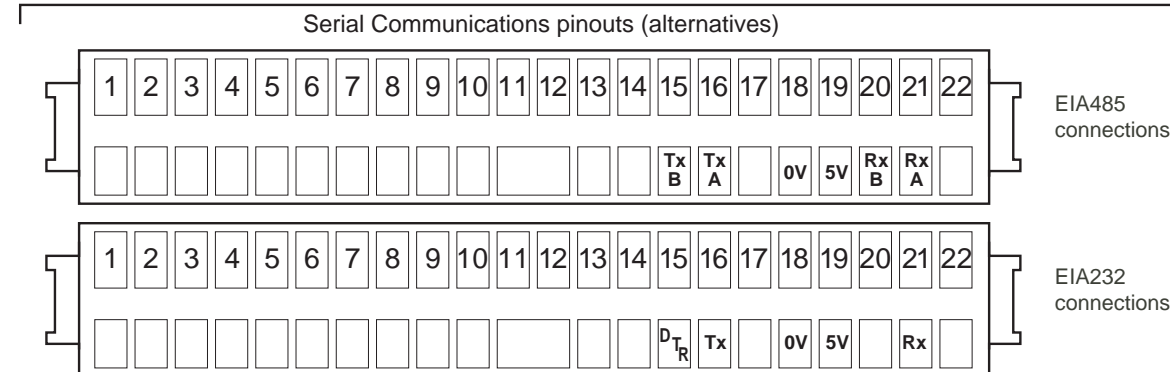 Serial Communications pinouts (alternatives)
1 2 3 4 5 6 7 8 9 10 11 12 13 14 15 16 17 18 19 20 21 22
EIA485
connections
Tx B Tx A 0V 5V Rx B Rx A
1 2 3 4 5 6 7 8 9 10 11 12 13 14 15 16 17 18 19 20 21 22
EIA232
connections
DTR Tx 0V 5V Rx